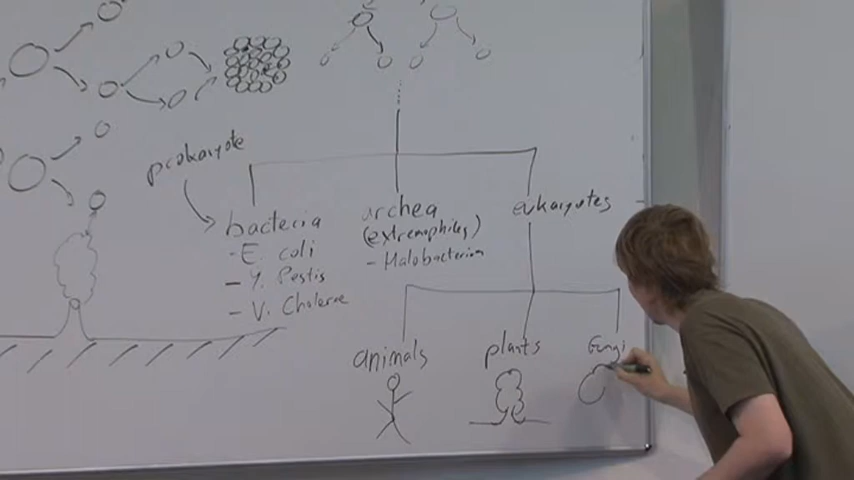 prokaryote
bacteria
- E. coli
- Y. Pestis
- V. Cholerae
archea
(extremophiles)
- Halobacterium
eukaryotes
animals
plants
Fungi